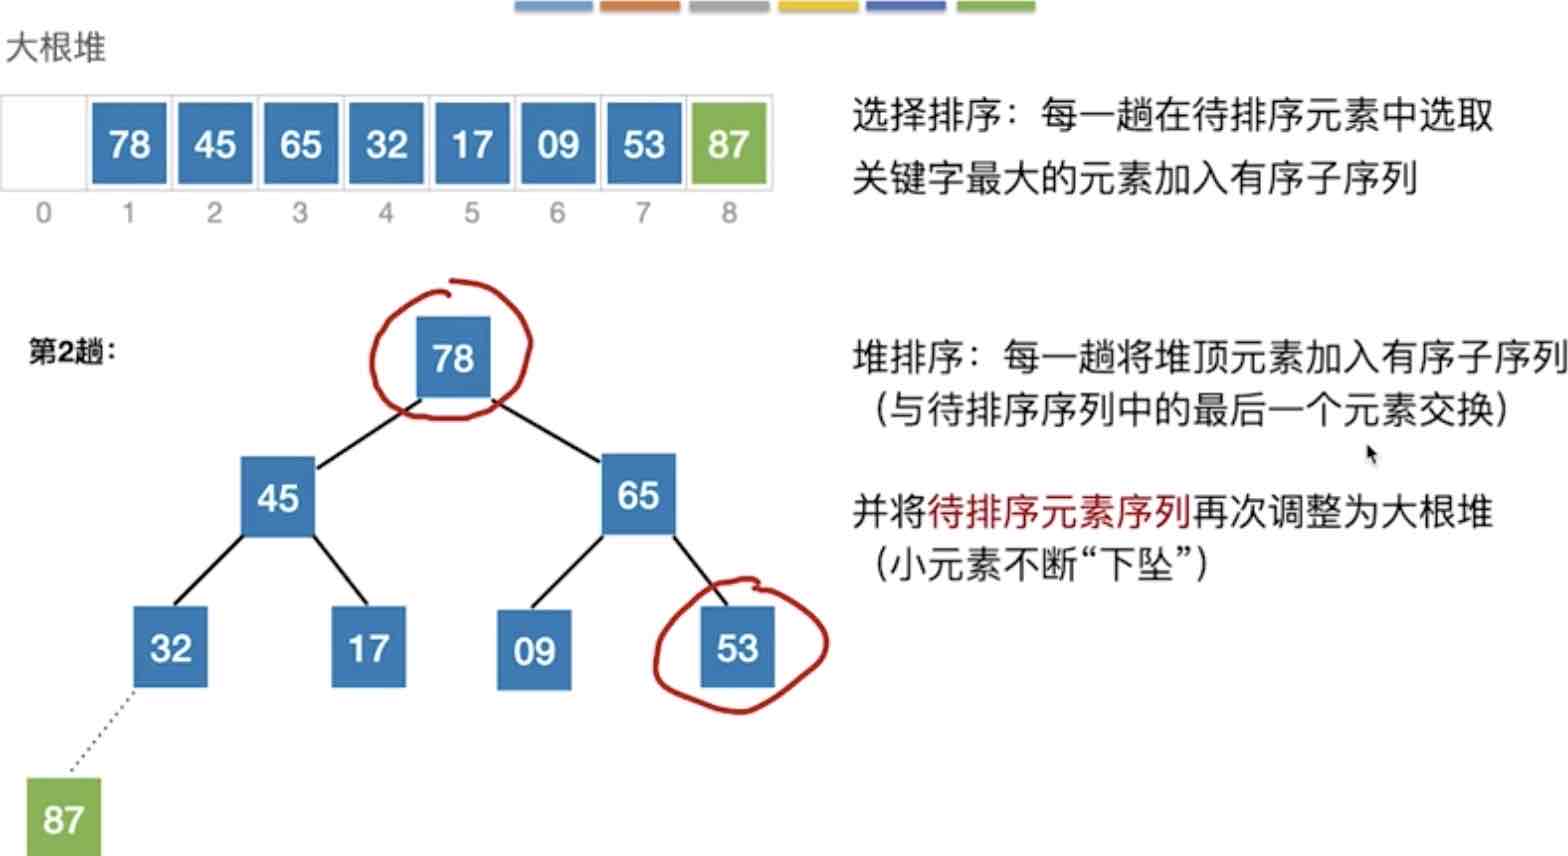 大根堆
78 45 65 32 17 09 53 87
0 1 2 3 4 5 6 7 8
选择排序：每一趟在待排序元素中选取
关键字最大的元素加入有序子序列
第2趟：
78
45 65
32 17 09 53
87
堆排序：每一趟将堆顶元素加入有序子序列
（与待排序序列中的最后一个元素交换）
并将待排序元素序列再次调整为大根堆
（小元素不断“下坠”）